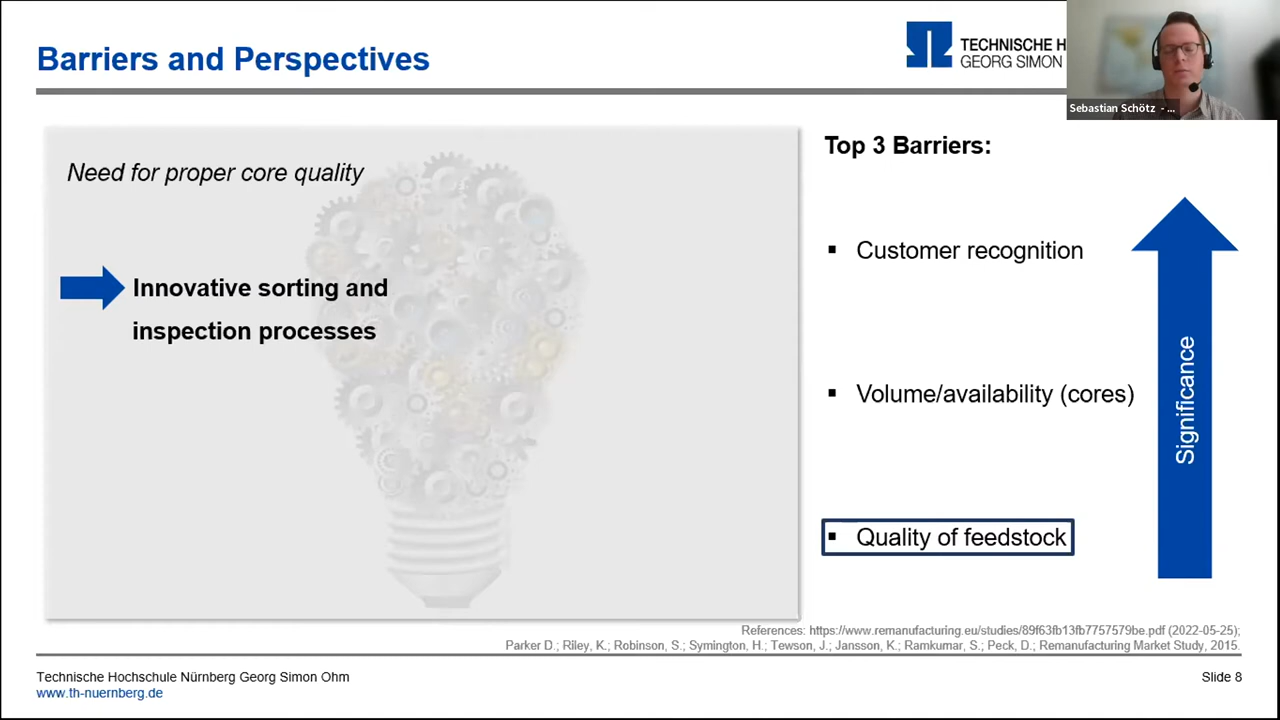 Barriers and Perspectives
TECHNISCHE H
GEORG SIMON
Sebastian Schötz - ...
Need for proper core quality
Innovative sorting and
inspection processes
Top 3 Barriers:
▪ Customer recognition
▪ Volume/availability (cores)
▪ Quality of feedstock
Significance
References: https://www.remanufacturing.eu/studies/89f63fb13fb7757579be.pdf (2022-05-25);
Parker D.; Riley, K.; Robinson, S.; Symington, H.; Tewson, J.; Jansson, K.; Ramkumar, S.; Peck, D.; Remanufacturing Market Study, 2015.
Technische Hochschule Nürnberg Georg Simon Ohm
www.th-nuernberg.de
Slide 8